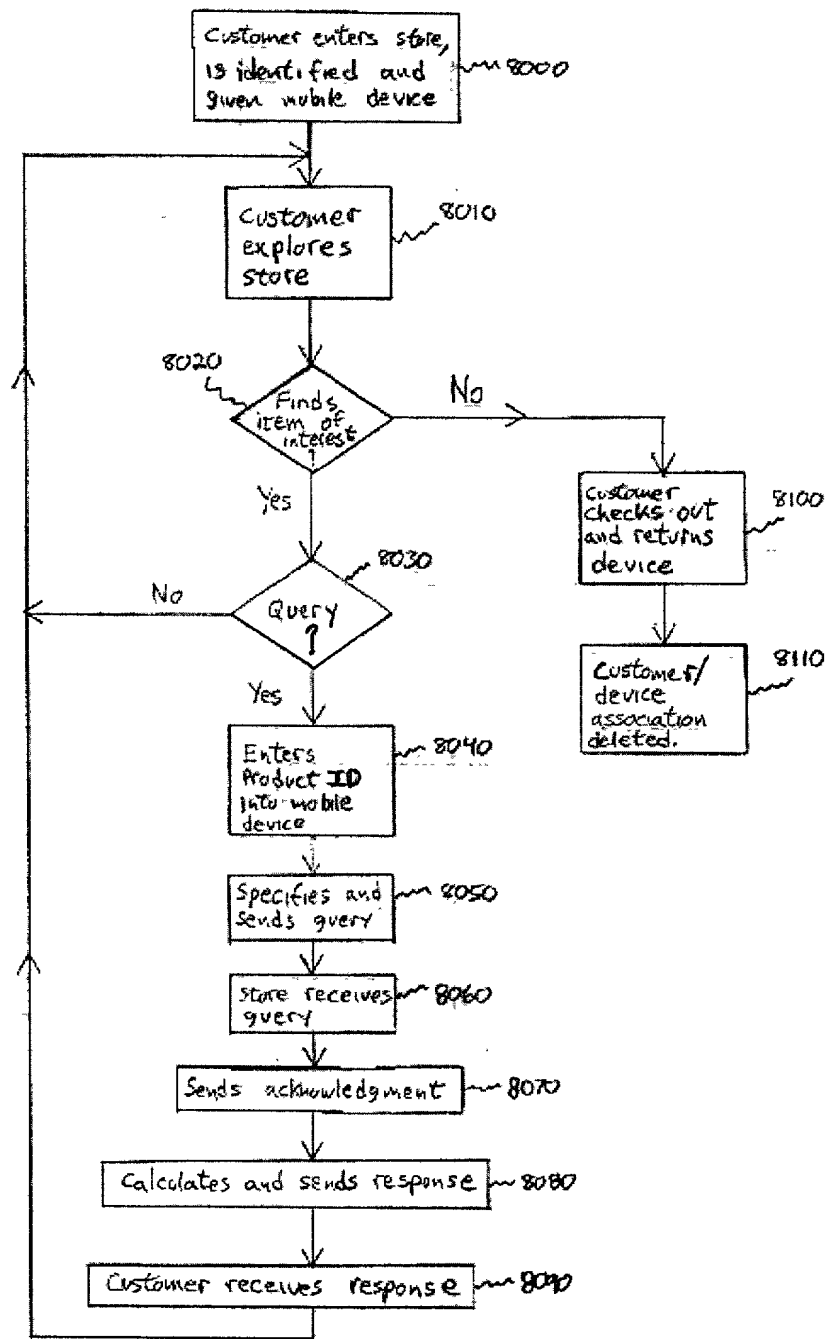 Customer enters store,
is identified and
given mobile device
8000
Customer
explores
store
8010
8020
Finds
item of
interest
?
No
Yes
Customer
checks out
and returns
device
8100
8030
Query
?
No
Yes
Customer/
device
association
deleted.
8110
Enters
Product ID
into mobile
device
8040
Specifies and
sends query
8050
Store receives
query
8060
Sends acknowledgment
8070
Calculates and sends response
8080
Customer receives response
8090